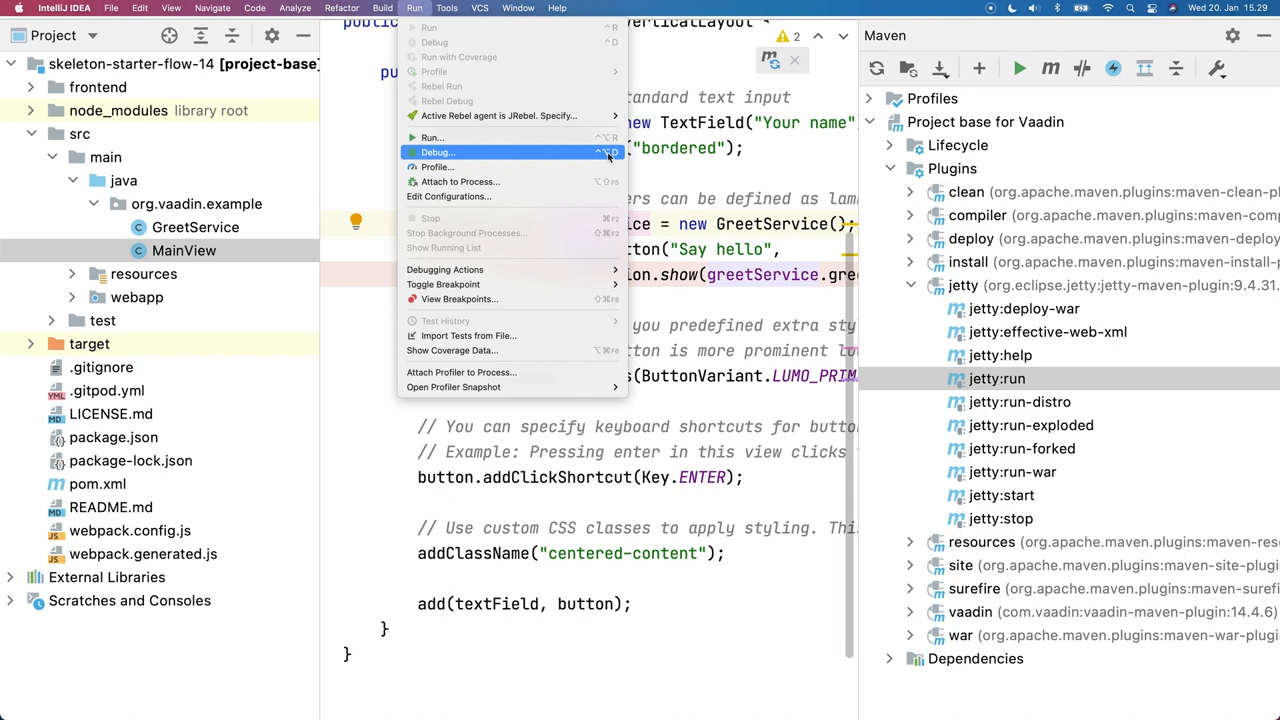 IntelliJ IDEA File Edit View Navigate Code Analyze Refactor Build Run Tools VCS Window Help Wed 20. Jan 15.29
Project
skeleton-starter-flow-14 [project-base]
frontend
node_modules library root
src
main
java
org.vaadin.example
GreetService
MainView
resources
webapp
test
target
.gitignore
.gitpod.yml
LICENSE.md
package.json
package-lock.json
pom.xml
README.md
webpack.config.js
webpack.generated.js
External Libraries
Scratches and Consoles
Run ⌃R
Debug ⌃D
Run with Coverage
Profile
Rebel Run
Rebel Debug
Active Rebel agent is JRebel. Specify...
Run... ⌃⌥R
Debug... ⌃⌥D
Profile...
Attach to Process... ⌥⇧F5
Edit Configurations...
Stop ⌘F2
Stop Background Processes... ⇧⌘F2
Show Running List
Debugging Actions
Toggle Breakpoint
View Breakpoints... ⇧⌘F8
Test History
Import Tests from File...
Show Coverage Data... ⌥⌘F6
Attach Profiler to Process...
Open Profiler Snapshot
2
tandard text input
new TextField("Your name"
("bordered");
ers can be defined as lam
ice = new GreetService();
tton("Say hello",
ion.show(greetService.gre
you predefined extra sty
tton is more prominent lo
s(ButtonVariant.LUMO_PRIM
// You can specify keyboard shortcuts for butto
// Example: Pressing enter in this view clicks
button.addClickShortcut(Key.ENTER);
// Use custom CSS classes to apply styling. This
addClassName("centered-content");
add(textField, button);
}
}
Maven
Profiles
Project base for Vaadin
Lifecycle
Plugins
clean (org.apache.maven.plugins:maven-clean-pl
compiler (org.apache.maven.plugins:maven-com
deploy (org.apache.maven.plugins:maven-deploy
install (org.apache.maven.plugins:maven-install-p
jetty (org.eclipse.jetty:jetty-maven-plugin:9.4.31.
jetty:deploy-war
jetty:effective-web-xml
jetty:help
jetty:run
jetty:run-distro
jetty:run-exploded
jetty:run-forked
jetty:run-war
jetty:start
jetty:stop
resources (org.apache.maven.plugins:maven-res
site (org.apache.maven.plugins:maven-site-plugi
surefire (org.apache.maven.plugins:maven-surefi
vaadin (com.vaadin:vaadin-maven-plugin:14.4.6)
war (org.apache.maven.plugins:maven-war-plugi
Dependencies